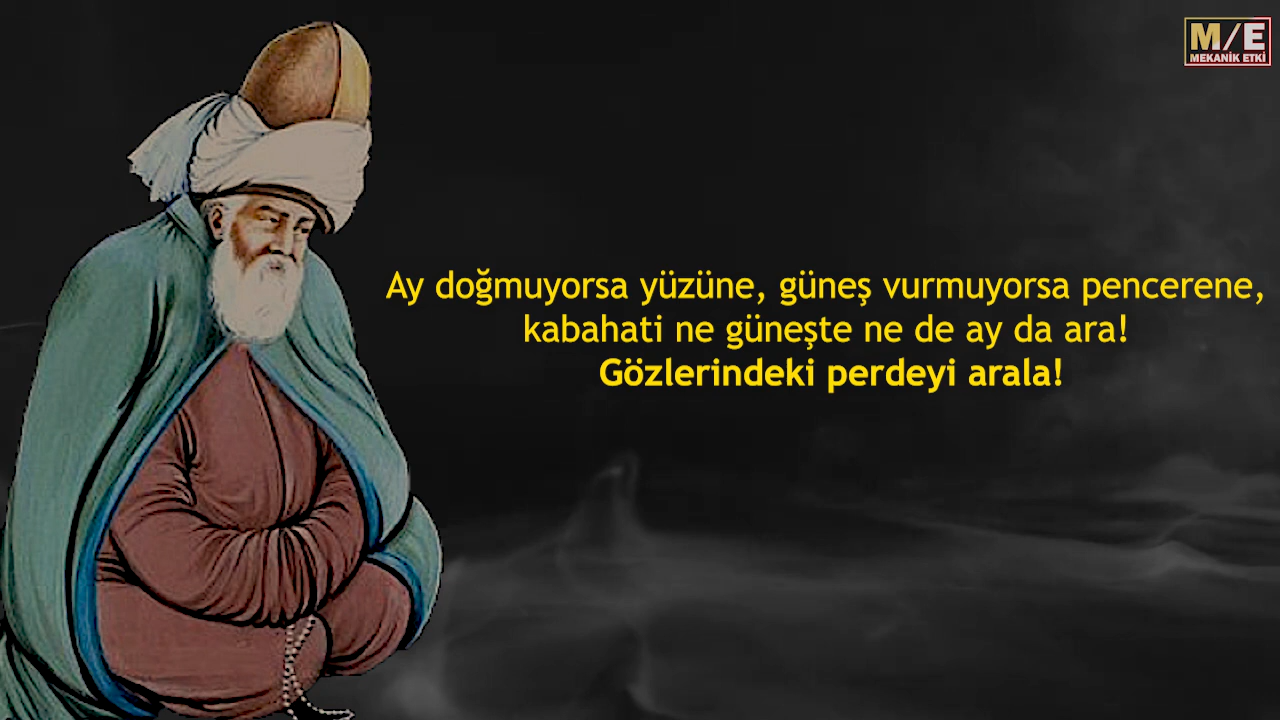 M/E
MEKANİK ETKİ
Ay doğmuyorsa yüzüne, güneş vurmuyorsa pencerene,
kabahati ne güneşte ne de ay da ara!
Gözlerindeki perdeyi arala!